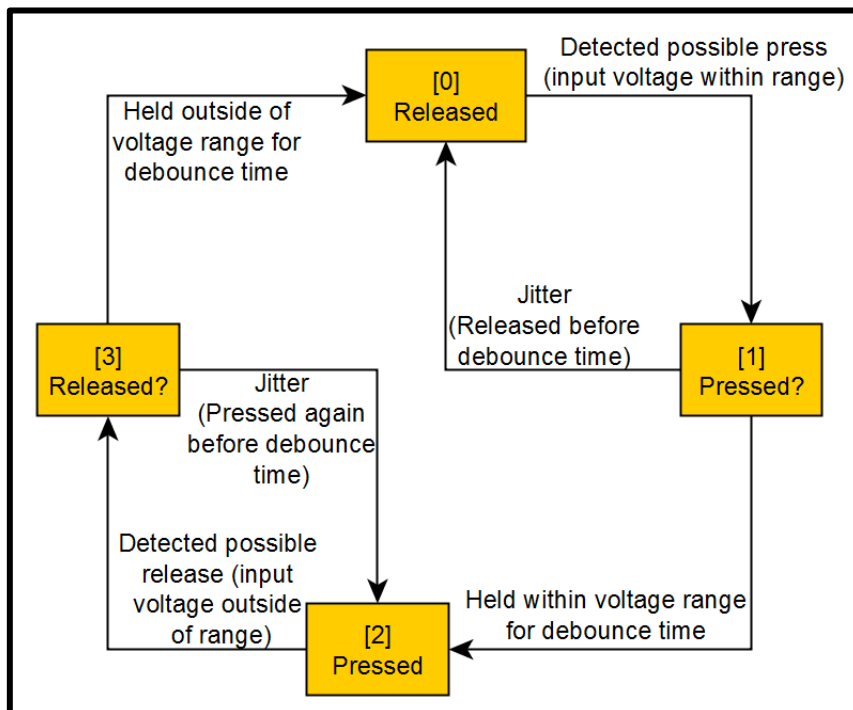 [0]
Released
Detected possible press
(input voltage within range)
Held outside of
voltage range for
debounce time
Jitter
(Released before
debounce time)
[1]
Pressed?
[3]
Released?
Jitter
(Pressed again
before debounce
time)
Detected possible
release (input
voltage outside
of range)
[2]
Pressed
Held within voltage range
for debounce time